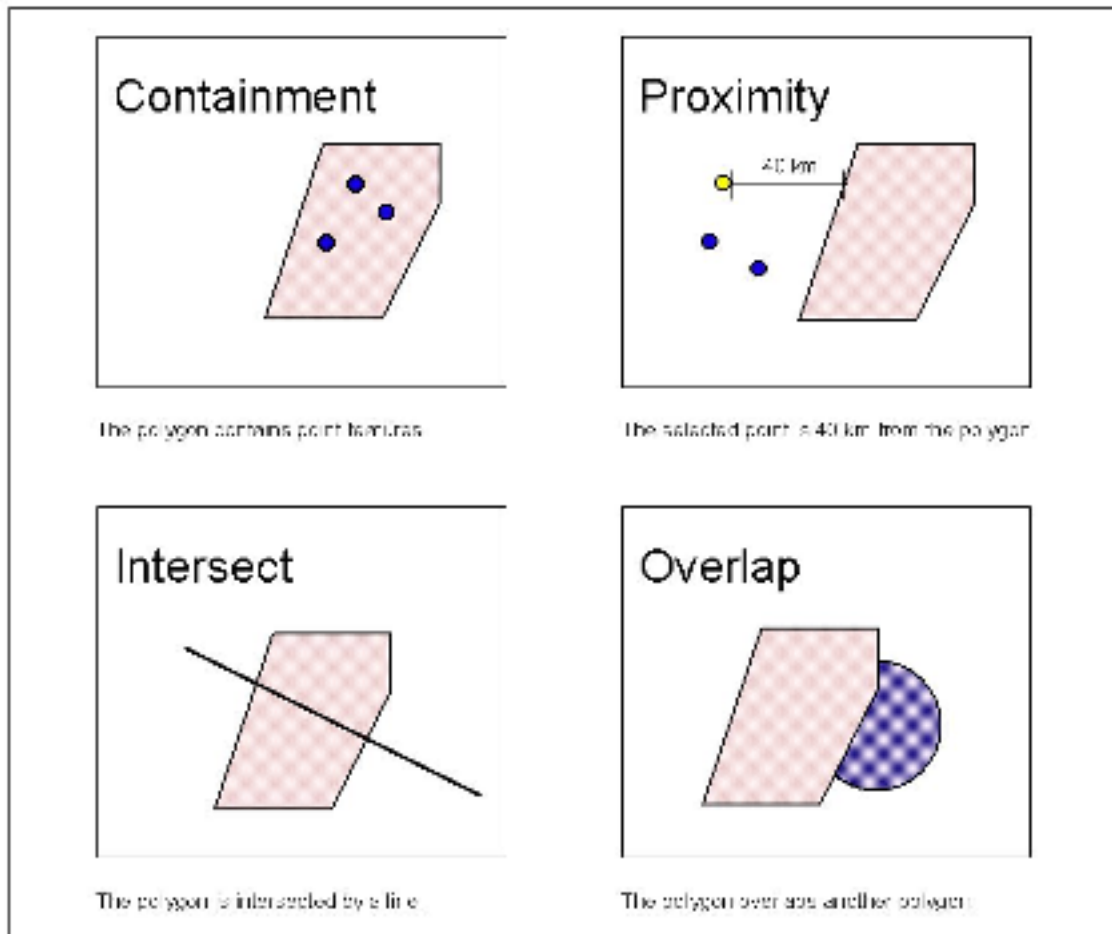 Containment
The polygon contains point features
Proximity
40 km
The selected point is 40 km from the polygon
Intersect
The polygon is intersected by a line
Overlap
The polygon overlaps another polygon